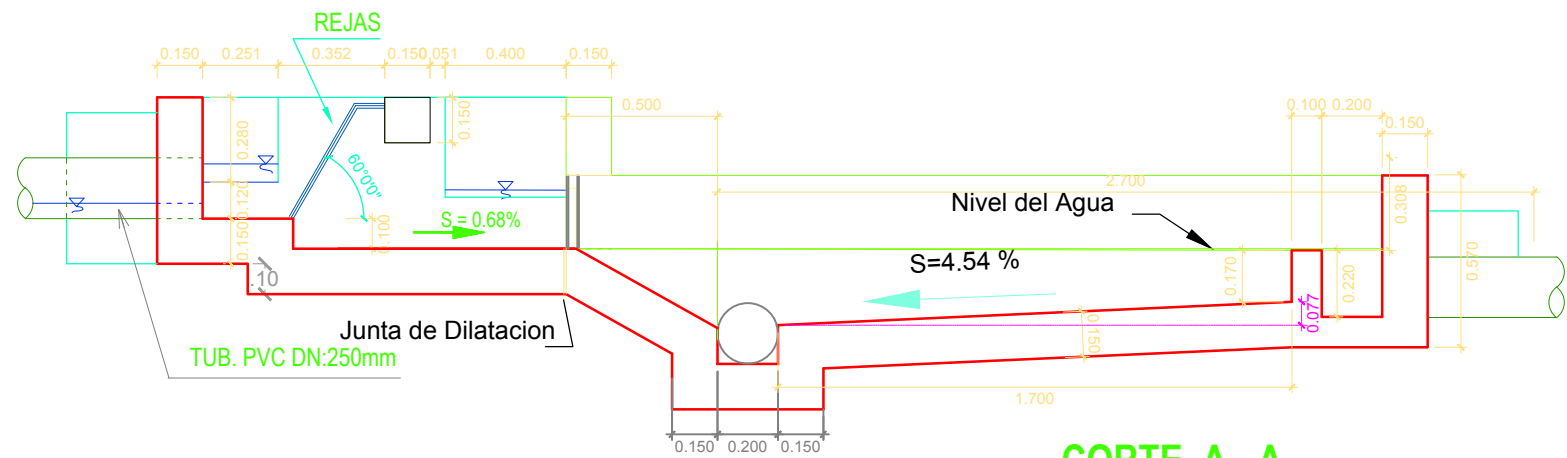 REJAS
0.150 0.251 0.352 0.150 .051 0.400 0.150
0.500
0.100 0.200
0.150
0.280
0.150
60°0'0"
0.120
0.150
0.100
S = 0.68%
2.700
Nivel del Agua
0.308
0.570
.10
S=4.54 %
0.170
0.220
0.077
0.150
Junta de Dilatacion
TUB. PVC DN:250mm
1.700
0.150 0.200 0.150
CORTE A - A